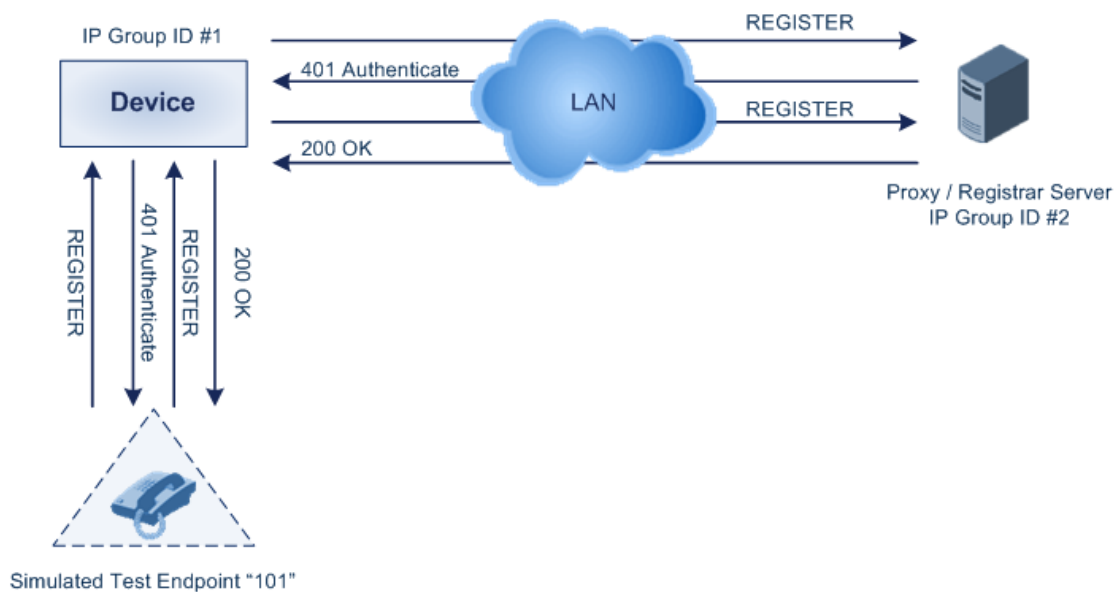 IP Group ID #1
REGISTER
401 Authenticate
Device
LAN
REGISTER
200 OK
Proxy / Registrar Server
IP Group ID #2
REGISTER
401 Authenticate
REGISTER
200 OK
Simulated Test Endpoint “101”